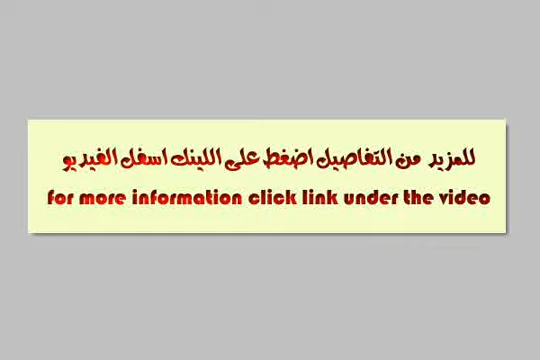 للمزيد من التفاصيل اضغط على اللينك اسفل الفيديو
for more information click link under the video